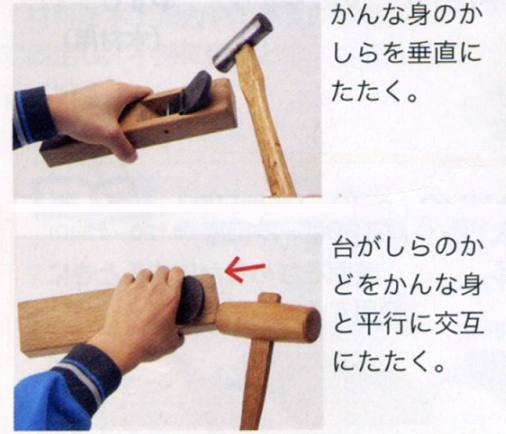 かんな身のか
しらを垂直に
たたく。
台がしらのか
どをかんな身
と平行に交互
にたたく。